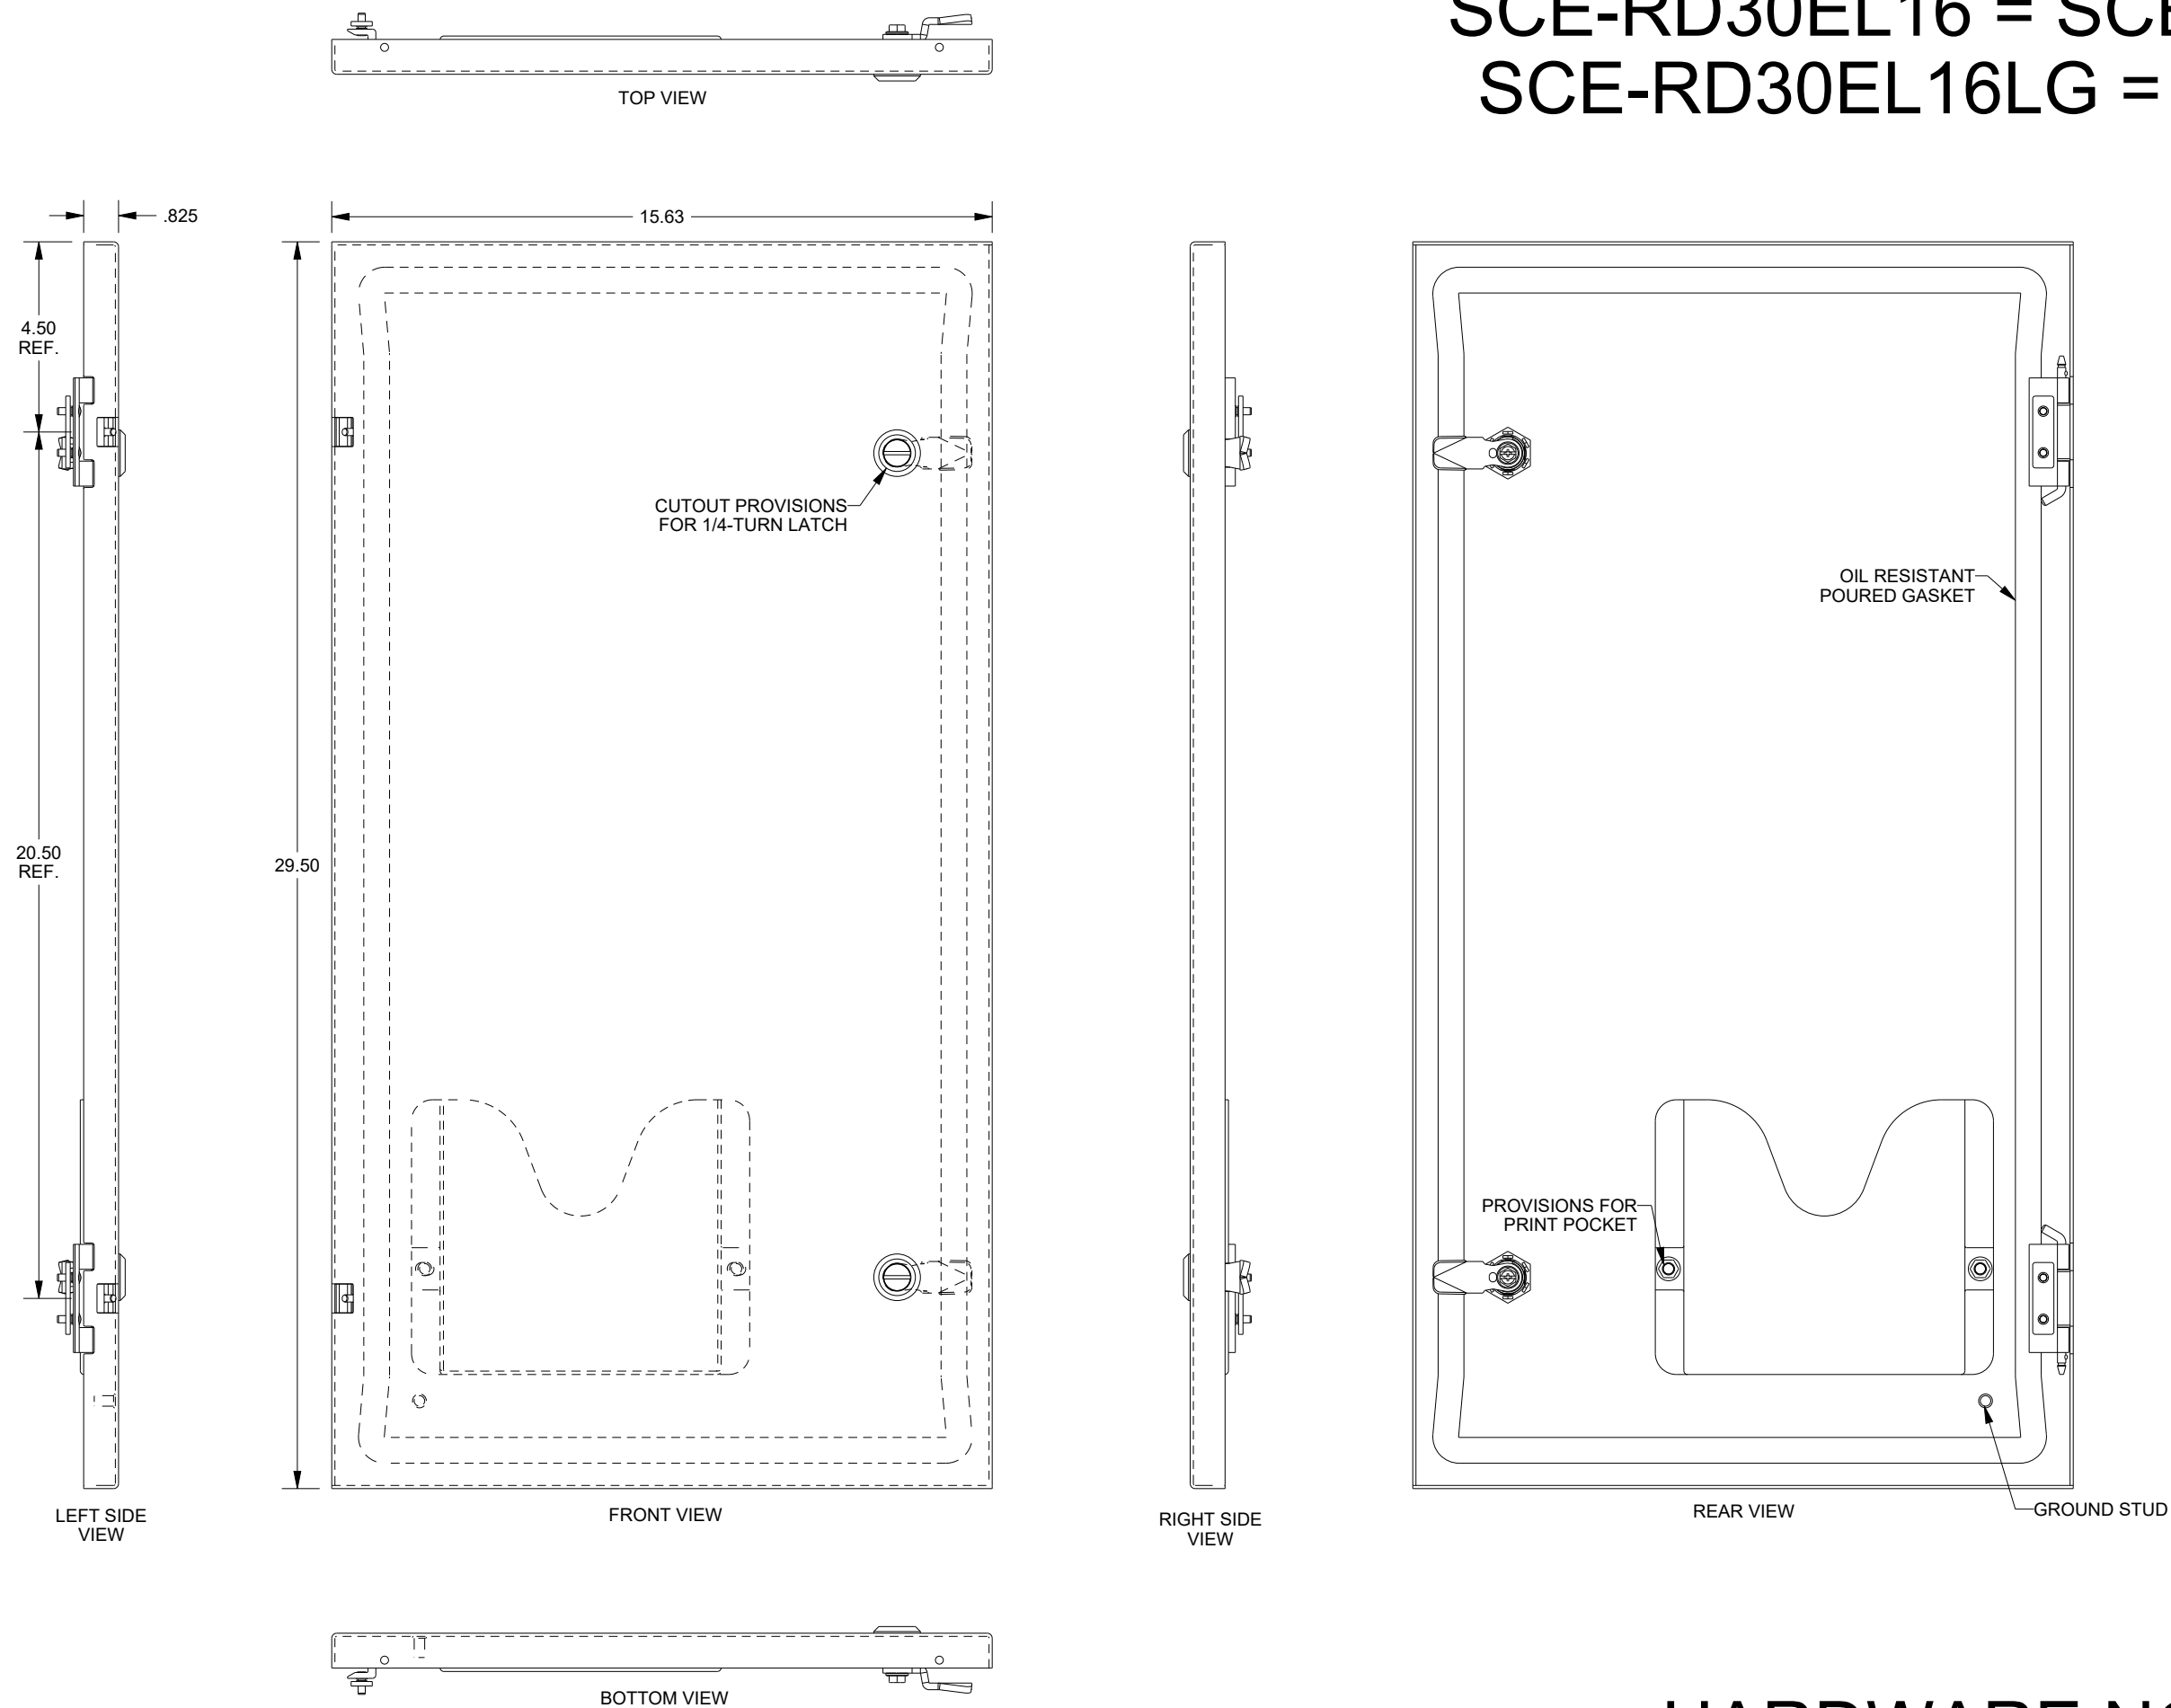 SCE-RD30EL16 = SCE
SCE-RD30EL16LG =
TOP VIEW
.825
15.63
4.50
REF.
CUTOUT PROVISIONS
FOR 1/4-TURN LATCH
OIL RESISTANT
POURED GASKET
20.50
REF.
29.50
PROVISIONS FOR
PRINT POCKET
LEFT SIDE
VIEW
FRONT VIEW
RIGHT SIDE
VIEW
REAR VIEW
GROUND STUD
BOTTOM VIEW
HARDWARE